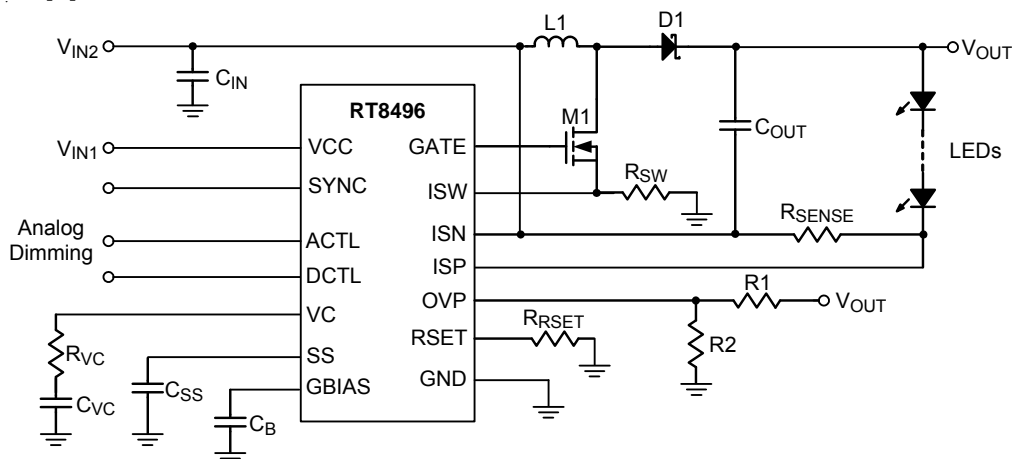 L1
D1
VIN2
VOUT
CIN
RT8496
M1
COUT
LEDs
VIN1
VCC
GATE
SYNC
ISW
RSW
Analog
Dimming
ACTL
ISN
RSENSE
DCTL
ISP
VC
OVP
R1
VOUT
RVC
SS
RSET
RRSET
R2
CVC
CSS
GBIAS
GND
CB